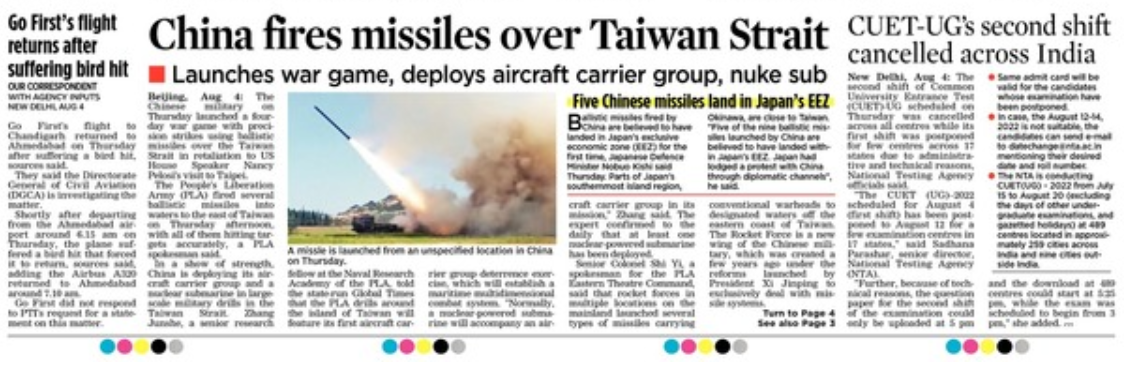 Go First's flight
returns after
suffering bird hit
OUR CORRESPONDENT
WITH AGENCY INPUTS
NEW DELHI, AUG 4
Go First's flight to
Chandigarh returned to
Ahmedabad on Thursday
after suffering a bird hit,
sources said.
They said the Directorate
General of Civil Aviation
(DGCA) is investigating the
matter.
Shortly after departing
from the Ahmedabad air-
port around 6.15 am on
Thursday, the plane suf-
fered a bird hit that forced
it to return, sources said,
adding the Airbus A320
returned to Ahmedabad
around 7.10 am.
Go First did not respond
to PTI's request for a state-
ment on this matter.
China fires missiles over Taiwan Strait
Launches war game, deploys aircraft carrier group, nuke sub
Beijing, Aug 4: The
Chinese military on
Thursday launched a four-
day war game with preci-
sion strikes using ballistic
missiles over the Taiwan
Strait in retaliation to US
House Speaker Nancy
Pelosi's visit to Taipei.
The People's Liberation
Army (PLA) fired several
ballistic missiles into
waters to the east of Taiwan
on Thursday afternoon,
with all of them hitting tar-
gets accurately, a PLA
spokesman said.
In a show of strength,
China is deploying its air-
craft carrier group and a
nuclear submarine in large-
scale military drills in the
Taiwan Strait. Zhang
Junshe, a senior research
A missile is launched from an unspecified location in China
on Thursday.
fellow at the Naval Research
Academy of the PLA, told
the state-run Global Times
that the PLA drills around
the island of Taiwan will
feature its first aircraft car-
rier group deterrence exer-
cise, which will establish a
maritime multidimensional
combat system. "Normally,
a nuclear-powered subma-
rine will accompany an air-
Five Chinese missiles land in Japan's EEZ
Ballistic missiles fired by
China are believed to have
landed in Japan's exclusive
economic zone (EEZ) for the
first time, Japanese Defence
Minister Nobuo Kishi said
Thursday. Parts of Japan's
southernmost island region,
Okinawa, are close to Taiwan.
"Five of the nine ballistic mis-
siles launched by China are
believed to have landed with-
in Japan's EEZ. Japan had
lodged a protest with China
through diplomatic channels",
he said.
craft carrier group in its
mission," Zhang said. The
expert confirmed to the
daily that at least one
nuclear-powered submarine
has been deployed.
Senior Colonel Shi Yi, a
spokesman for the PLA
Eastern Theatre Command,
said that rocket forces in
multiple locations on the
mainland launched several
types of missiles carrying
conventional warheads to
designated waters off the
eastern coast of Taiwan.
The Rocket Force is a new
wing of the Chinese mili-
tary, which was created a
few years ago under the
reforms launched by
President Xi Jinping to
exclusively deal with mis-
sile systems.
Turn to Page 4
See also Page 3
CUET-UG's second shift
cancelled across India
New Delhi, Aug 4: The
second shift of Common
University Entrance Test
(CUET)-UG scheduled on
Thursday was cancelled
across all centres while its
first shift was postponed
for few centres across 17
states due to administra-
tive and technical reasons,
National Testing Agency
officials said.
"The CUET (UG)-2022
scheduled for August 4
(first shift) has been post-
poned to August 12 for a
few examination centres in
17 states," said Sadhana
Parashar, senior director,
National Testing Agency
(NTA).
"Further, because of tech-
nical reasons, the question
paper for the second shift
of the examination could
only be uploaded at 5 pm
Same admit card will be
valid for the candidates
whose examination have
been postponed.
In case, the August 12-14,
2022 is not suitable, the
candidates can send e-mail
to datechange@nta.ac.in
mentioning their desired
date and roll number.
The NTA is conducting
CUET(UG) - 2022 from July
15 to August 20 (excluding
the days of other under-
graduate examinations, and
gazetted holidays) at 489
centres located in approxi-
mately 259 cities across
India and nine cities out-
side India.
and the download at 489
centres could start at 5:25
pm, while the exam was
scheduled to begin from 3
pm," she added.